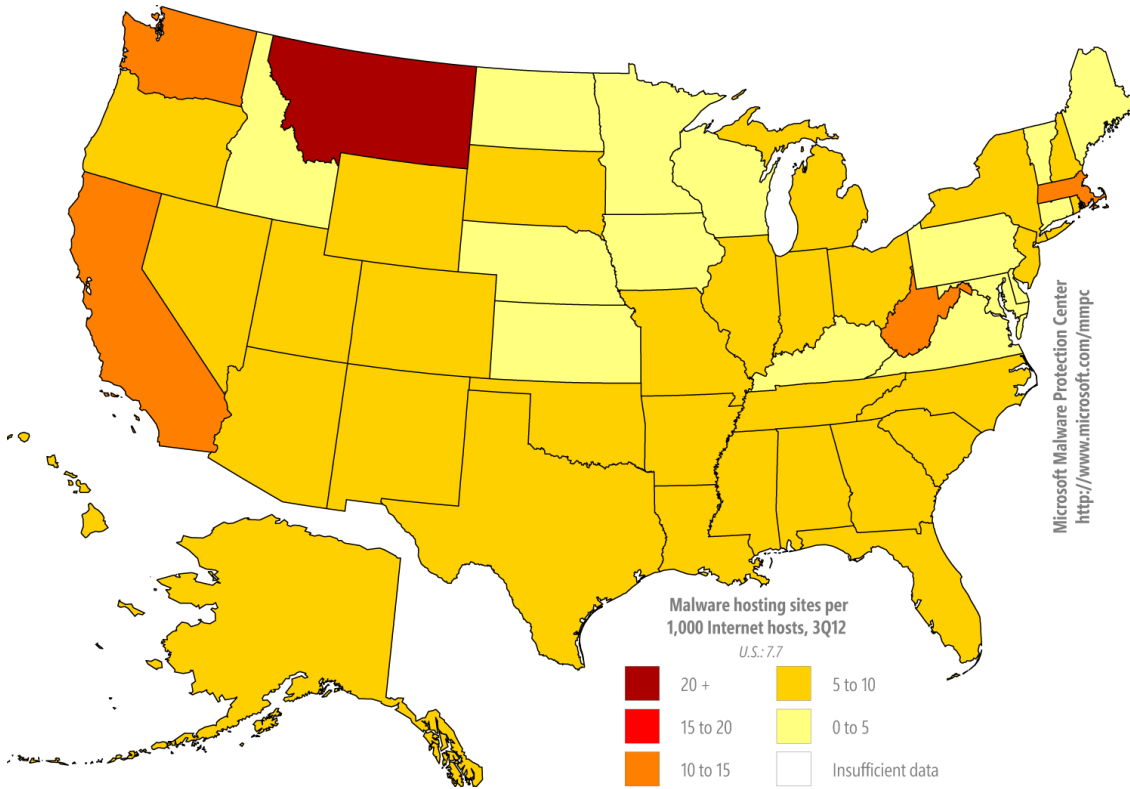 Malware hosting sites per
1,000 Internet hosts, 3Q12
U.S.: 7.7
20 +
15 to 20
10 to 15
5 to 10
0 to 5
Insufficient data
Microsoft Malware Protection Center
http://www.microsoft.com/mmpc